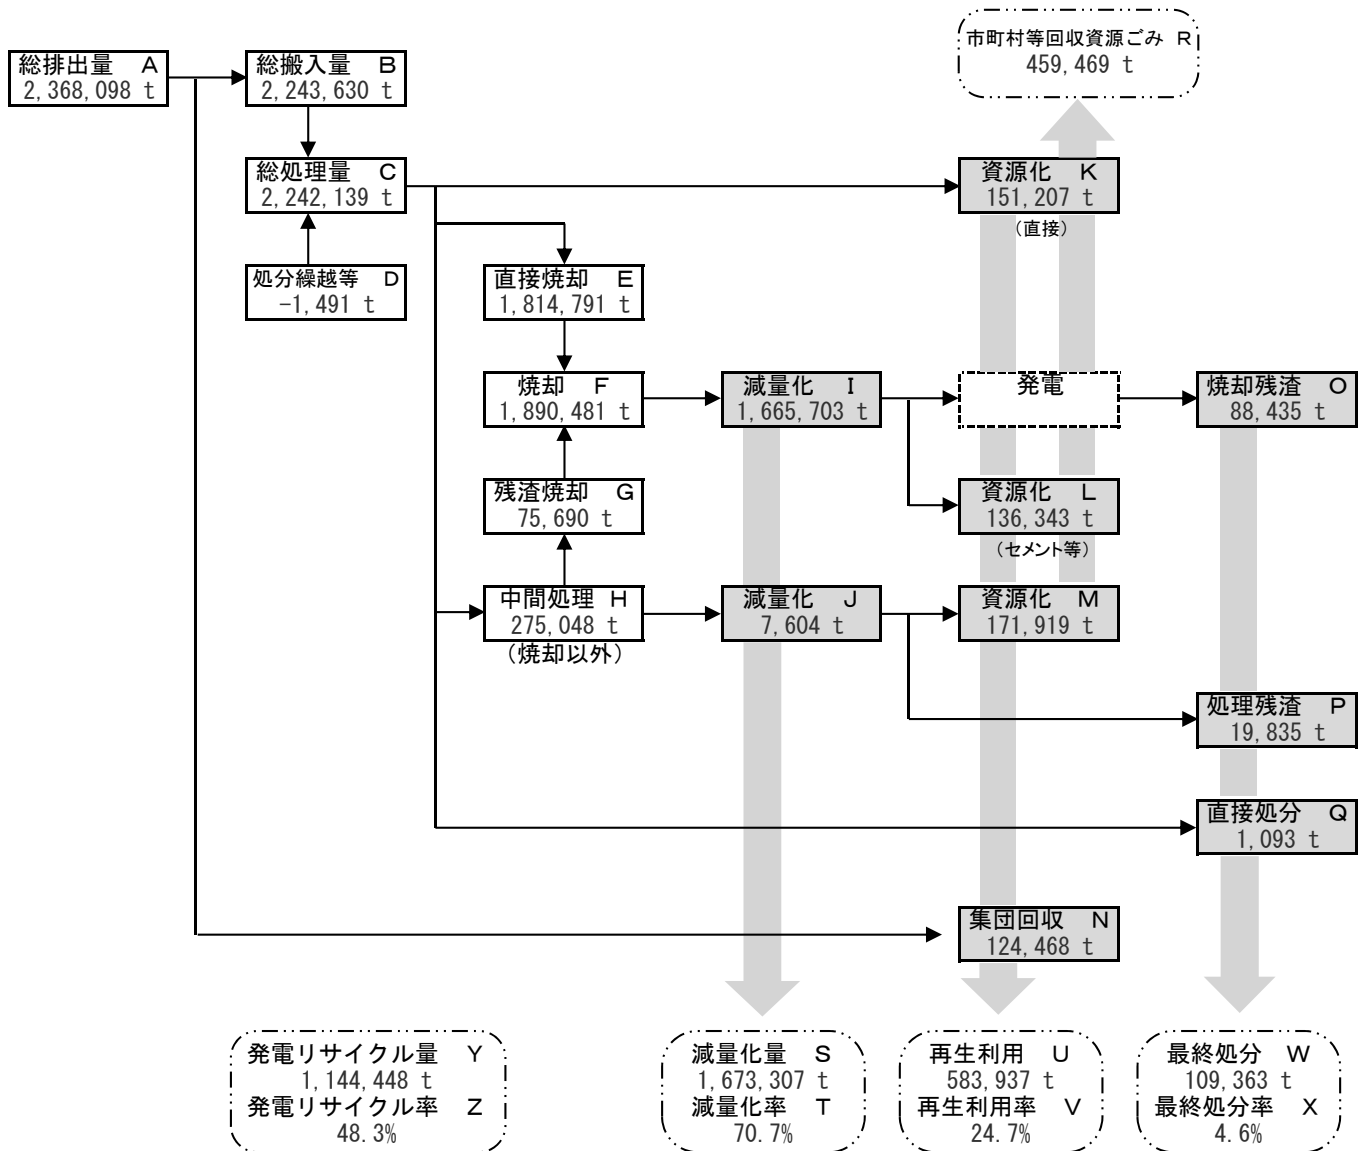 市町村等回収資源ごみ R
459,469 t
総排出量 A
2,368,098 t
総搬入量 B
2,243,630 t
総処理量 C
2,242,139 t
資源化 K
151,207 t
(直接)
処分繰越等 D
-1,491 t
直接焼却 E
1,814,791 t
焼却 F
1,890,481 t
減量化 I
1,665,703 t
発電
焼却残渣 O
88,435 t
残渣焼却 G
75,690 t
資源化 L
136,343 t
(セメント等)
中間処理 H
275,048 t
(焼却以外)
減量化 J
7,604 t
資源化 M
171,919 t
処理残渣 P
19,835 t
直接処分 Q
1,093 t
集団回収 N
124,468 t
発電リサイクル量 Y
1,144,448 t
発電リサイクル率 Z
48.3%
減量化量 S
1,673,307 t
減量化率 T
70.7%
再生利用 U
583,937 t
再生利用率 V
24.7%
最終処分 W
109,363 t
最終処分率 X
4.6%